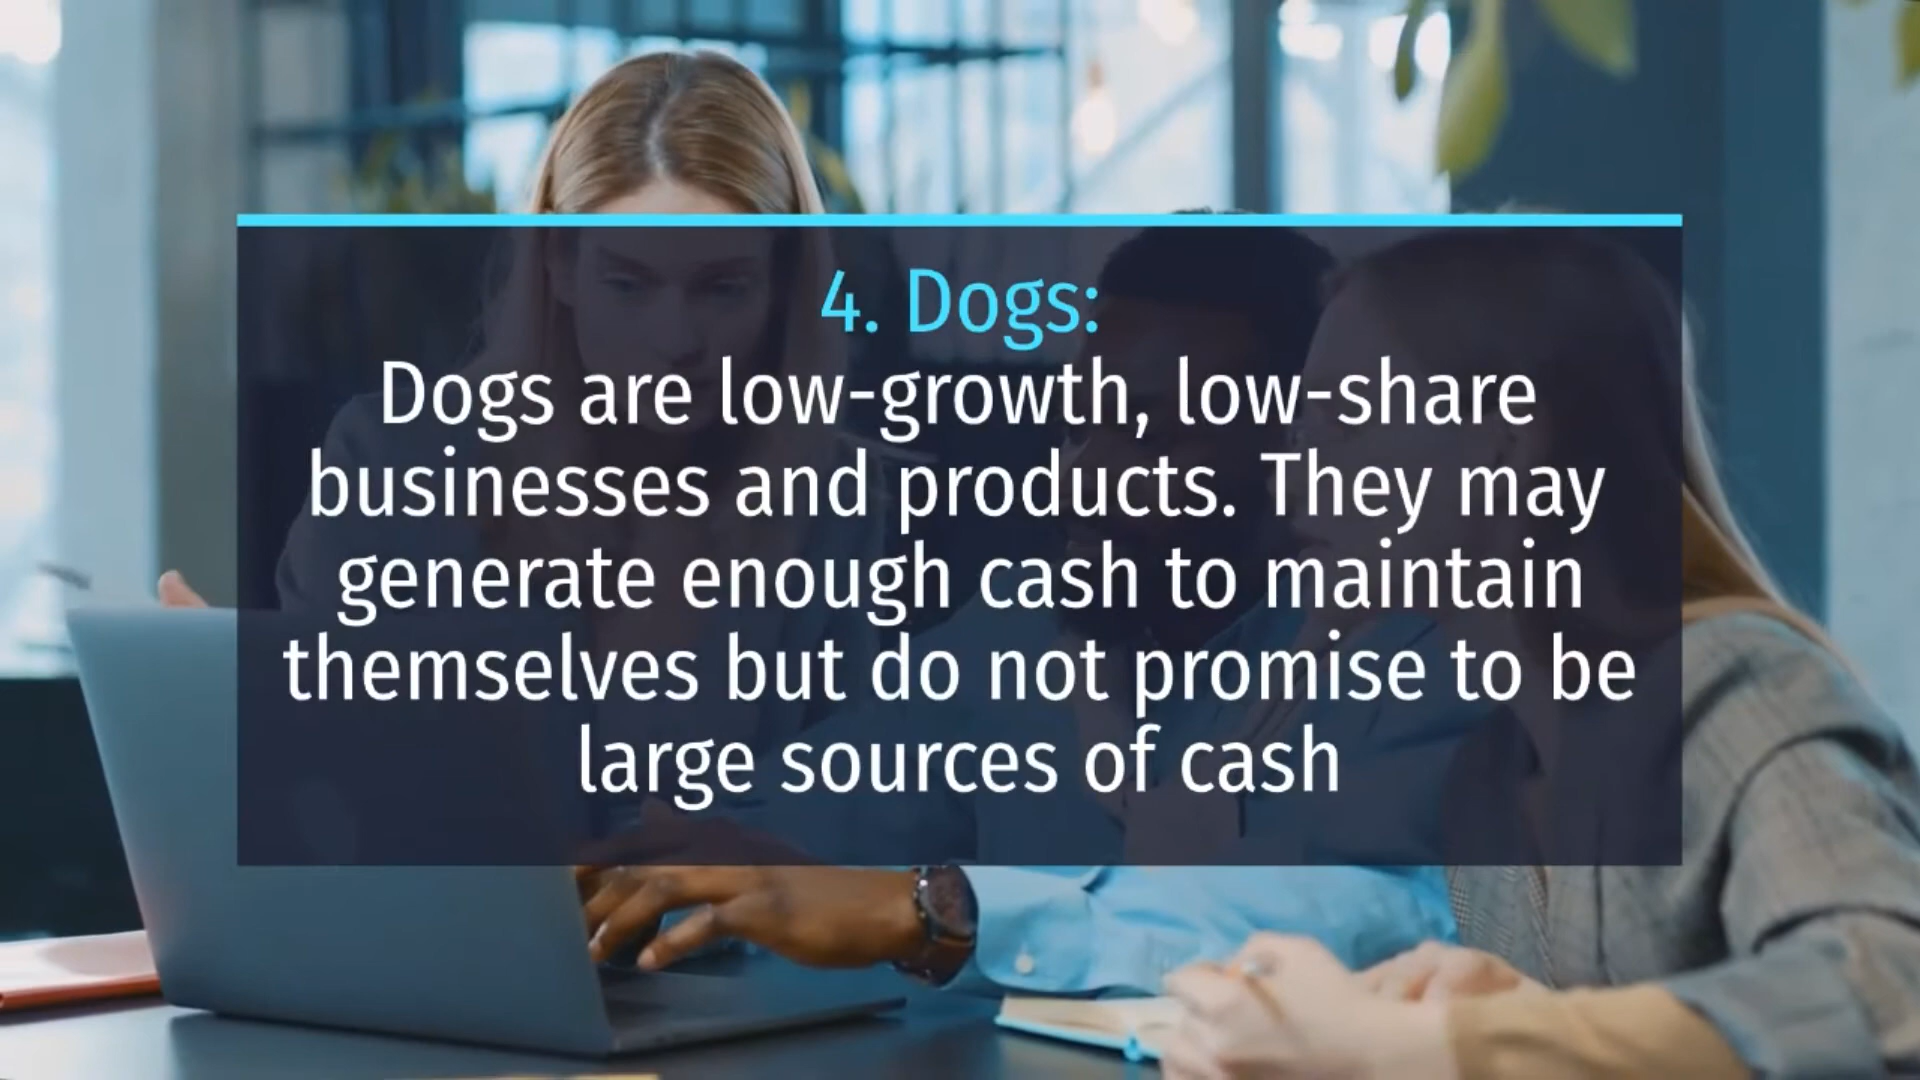 4. Dogs:
Dogs are low-growth, low-share
businesses and products. They may
generate enough cash to maintain
themselves but do not promise to be
large sources of cash